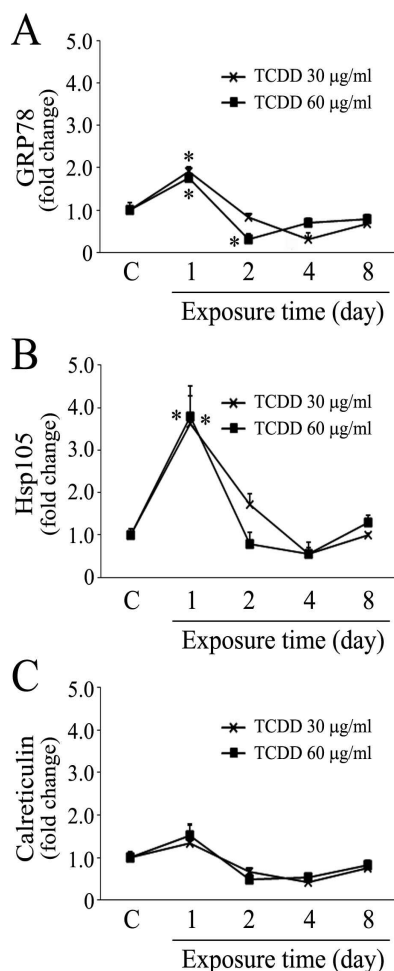 A
GRP78
(fold change)
5.0
4.0
3.0
2.0
1.0
0
TCDD 30 μg/ml
TCDD 60 μg/ml
*
*
*
C 1 2 4 8
Exposure time (day)
B
Hsp105
(fold change)
5.0
4.0
3.0
2.0
1.0
0
TCDD 30 μg/ml
TCDD 60 μg/ml
* *
C 1 2 4 8
Exposure time (day)
C
Calreticulin
(fold change)
5.0
4.0
3.0
2.0
1.0
0
TCDD 30 μg/ml
TCDD 60 μg/ml
C 1 2 4 8
Exposure time (day)